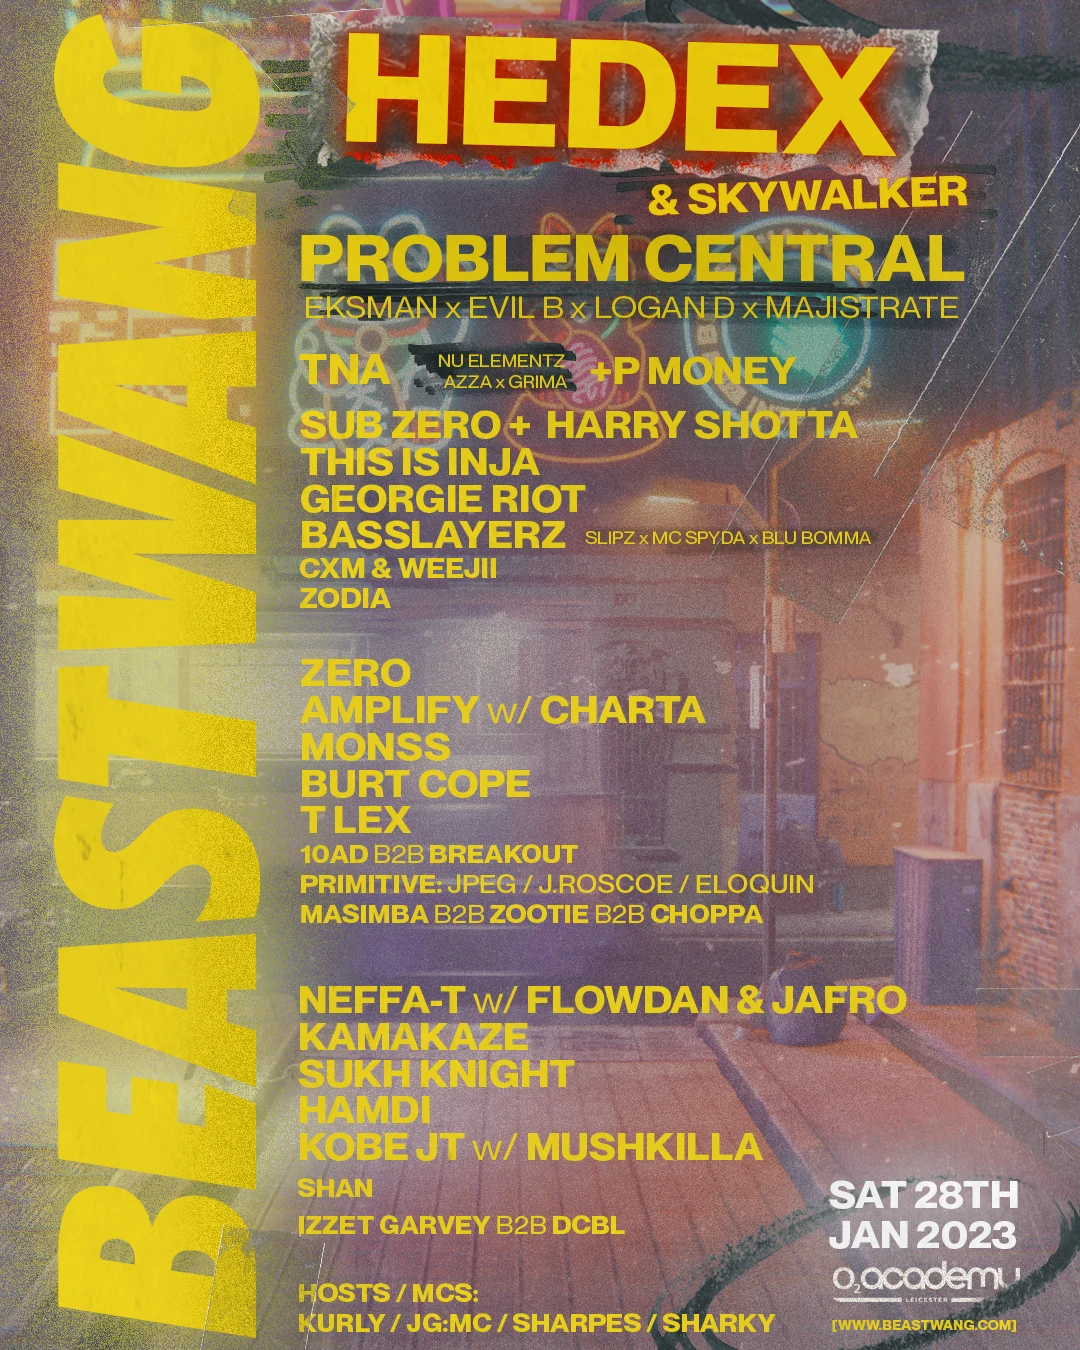 BEASTWANG
HEDEX
& SKYWALKER
PROBLEM CENTRAL
EKSMAN x EVIL B x LOGAN D x MAJISTRATE
TNA NU ELEMENTZ +P MONEY
AZZA x GRIMA
SUB ZERO + HARRY SHOTTA
THIS IS INJA
GEORGIE RIOT
BASSLAYERZ SLIPZ x MC SPYDA x BLU BOMMA
CXM & WEEJII
ZODIA
ZERO
AMPLIFY w/ CHARTA
MONSS
BURT COPE
T LEX
10AD B2B BREAKOUT
PRIMITIVE: JPEG / J.ROSCOE / ELOQUIN
MASIMBA B2B ZOOTIE B2B CHOPPA
NEFFA-T w/ FLOWDAN & JAFRO
KAMAKAZE
SUKH KNIGHT
HAMDI
KOBE JT w/ MUSHKILLA
SHAN
IZZET GARVEY B2B DCBL
HOSTS / MCS:
KURLY / JG:MC / SHARPES / SHARKY
SAT 28TH
JAN 2023
O2 academy
LEICESTER
[WWW.BEASTWANG.COM]